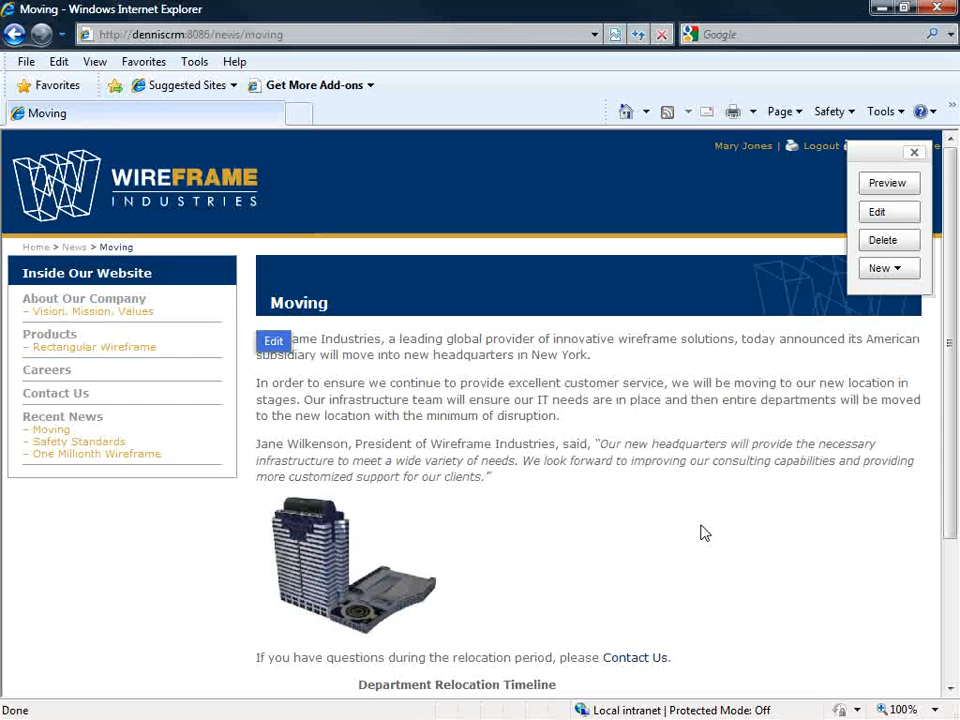 Moving - Windows Internet Explorer
http://denniscrm:8086/news/moving
Google
File Edit View Favorites Tools Help
Favorites Suggested Sites Get More Add-ons
Moving
Page Safety Tools
Mary Jones | Logout
WIREFRAME
INDUSTRIES
Preview
Edit
Delete
New
Home > News > Moving
Inside Our Website
About Our Company
– Vision, Mission, Values
Products
– Rectangular Wireframe
Careers
Contact Us
Recent News
– Moving
– Safety Standards
– One Millionth Wireframe
Moving
Edit
ame Industries, a leading global provider of innovative wireframe solutions, today announced its American
subsidiary will move into new headquarters in New York.
In order to ensure we continue to provide excellent customer service, we will be moving to our new location in
stages. Our infrastructure team will ensure our IT needs are in place and then entire departments will be moved
to the new location with the minimum of disruption.
Jane Wilkenson, President of Wireframe Industries, said, “Our new headquarters will provide the necessary
infrastructure to meet a wide variety of needs. We look forward to improving our consulting capabilities and providing
more customized support for our clients.”
If you have questions during the relocation period, please Contact Us.
Department Relocation Timeline
Done
Local intranet | Protected Mode: Off
100%